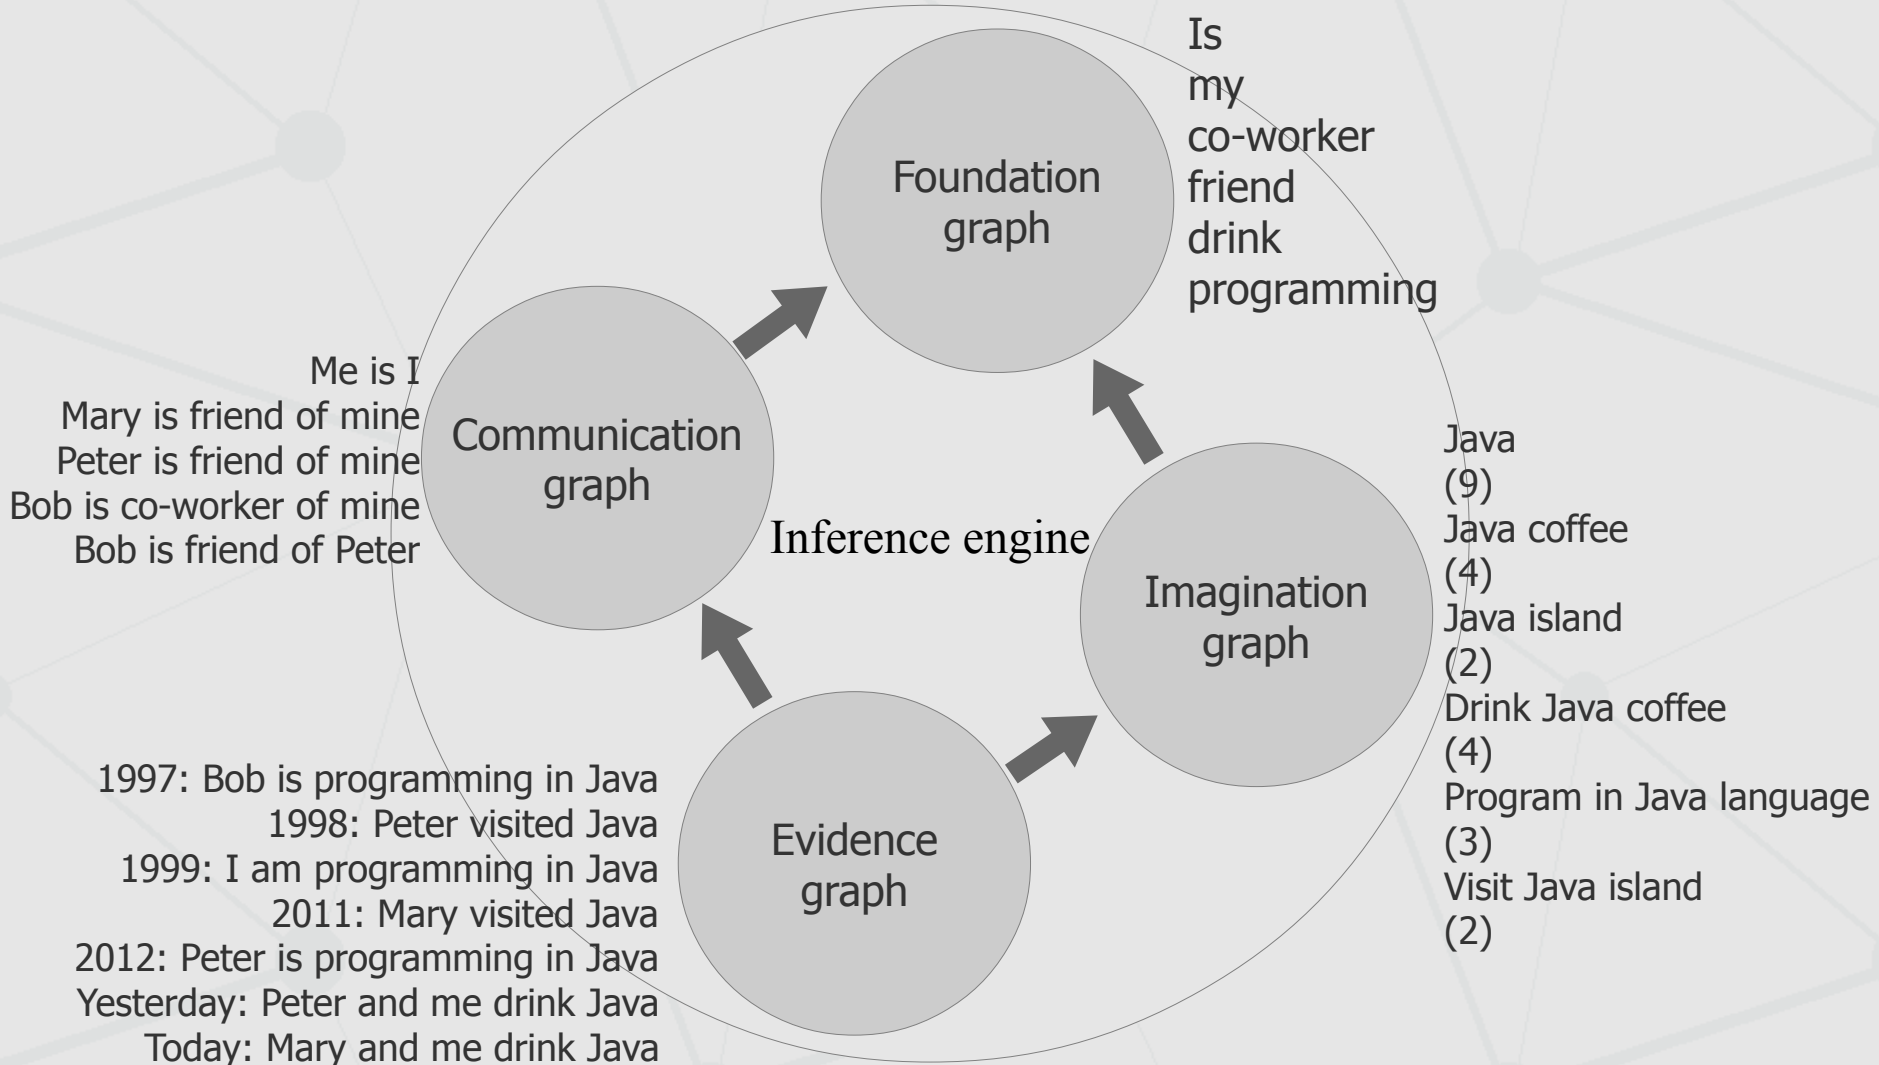 Is
my
co-worker
friend
drink
programming
Foundation
graph
Me is I
Mary is friend of mine
Peter is friend of mine
Bob is co-worker of mine
Bob is friend of Peter
Communication
graph
Inference engine
Imagination
graph
Java
(9)
Java coffee
(4)
Java island
(2)
Drink Java coffee
(4)
Program in Java language
(3)
Visit Java island
(2)
1997: Bob is programming in Java
1998: Peter visited Java
1999: I am programming in Java
2011: Mary visited Java
2012: Peter is programming in Java
Yesterday: Peter and me drink Java
Today: Mary and me drink Java
Evidence
graph